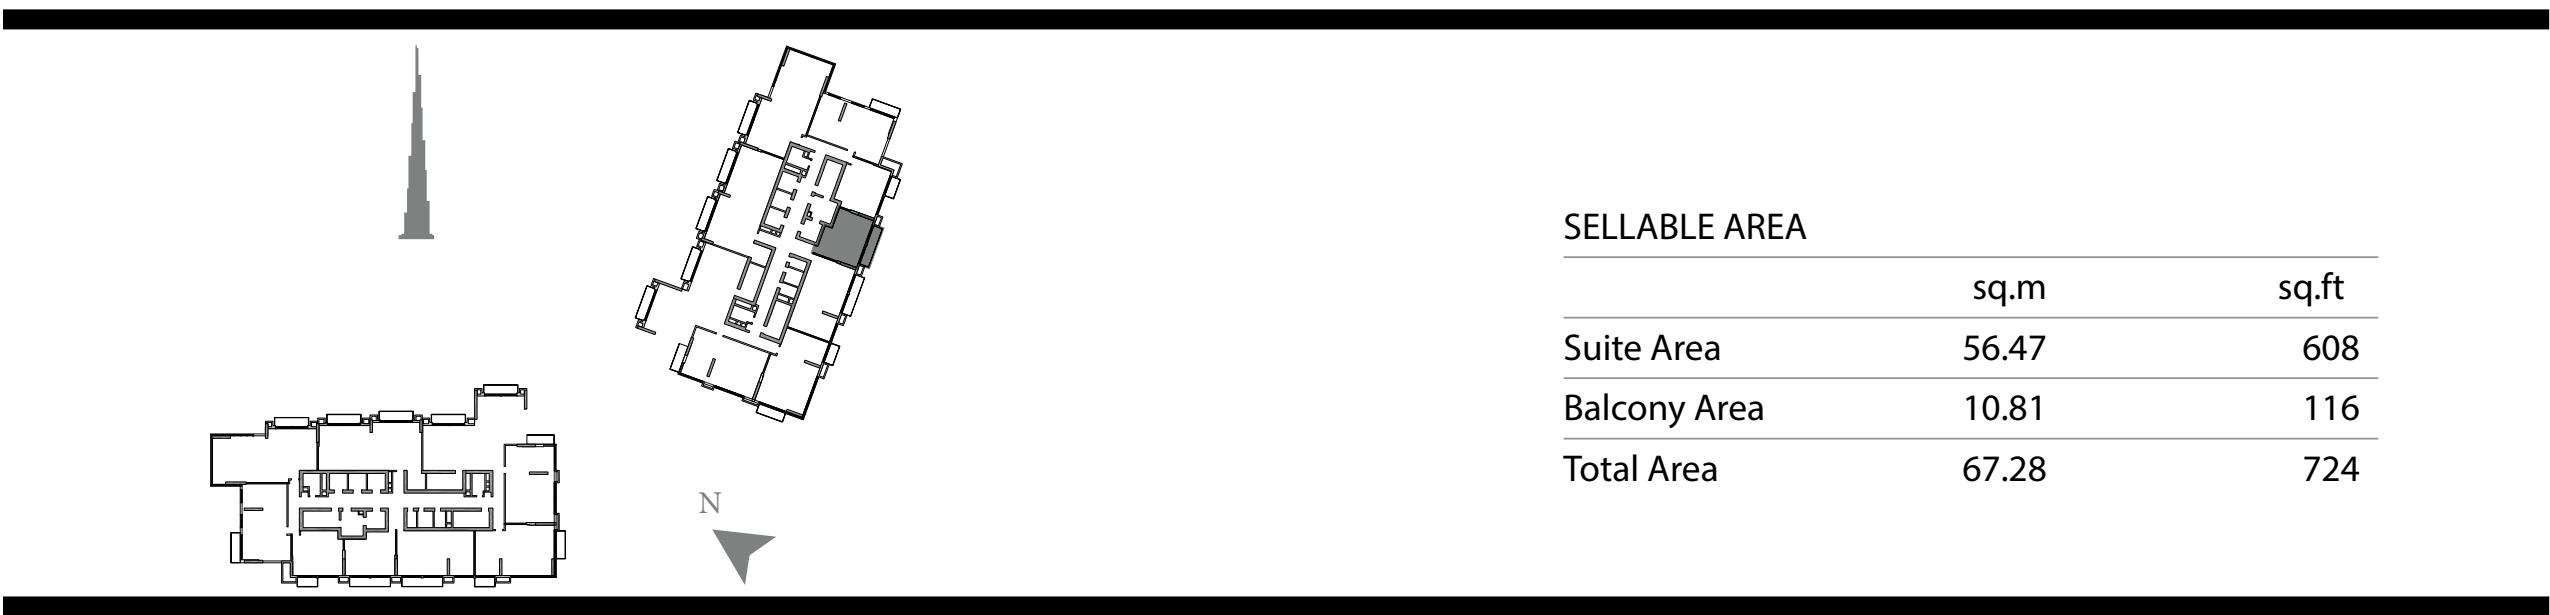 N
SELLABLE AREA
sq.m sq.ft
Suite Area 56.47 608
Balcony Area 10.81 116
Total Area 67.28 724